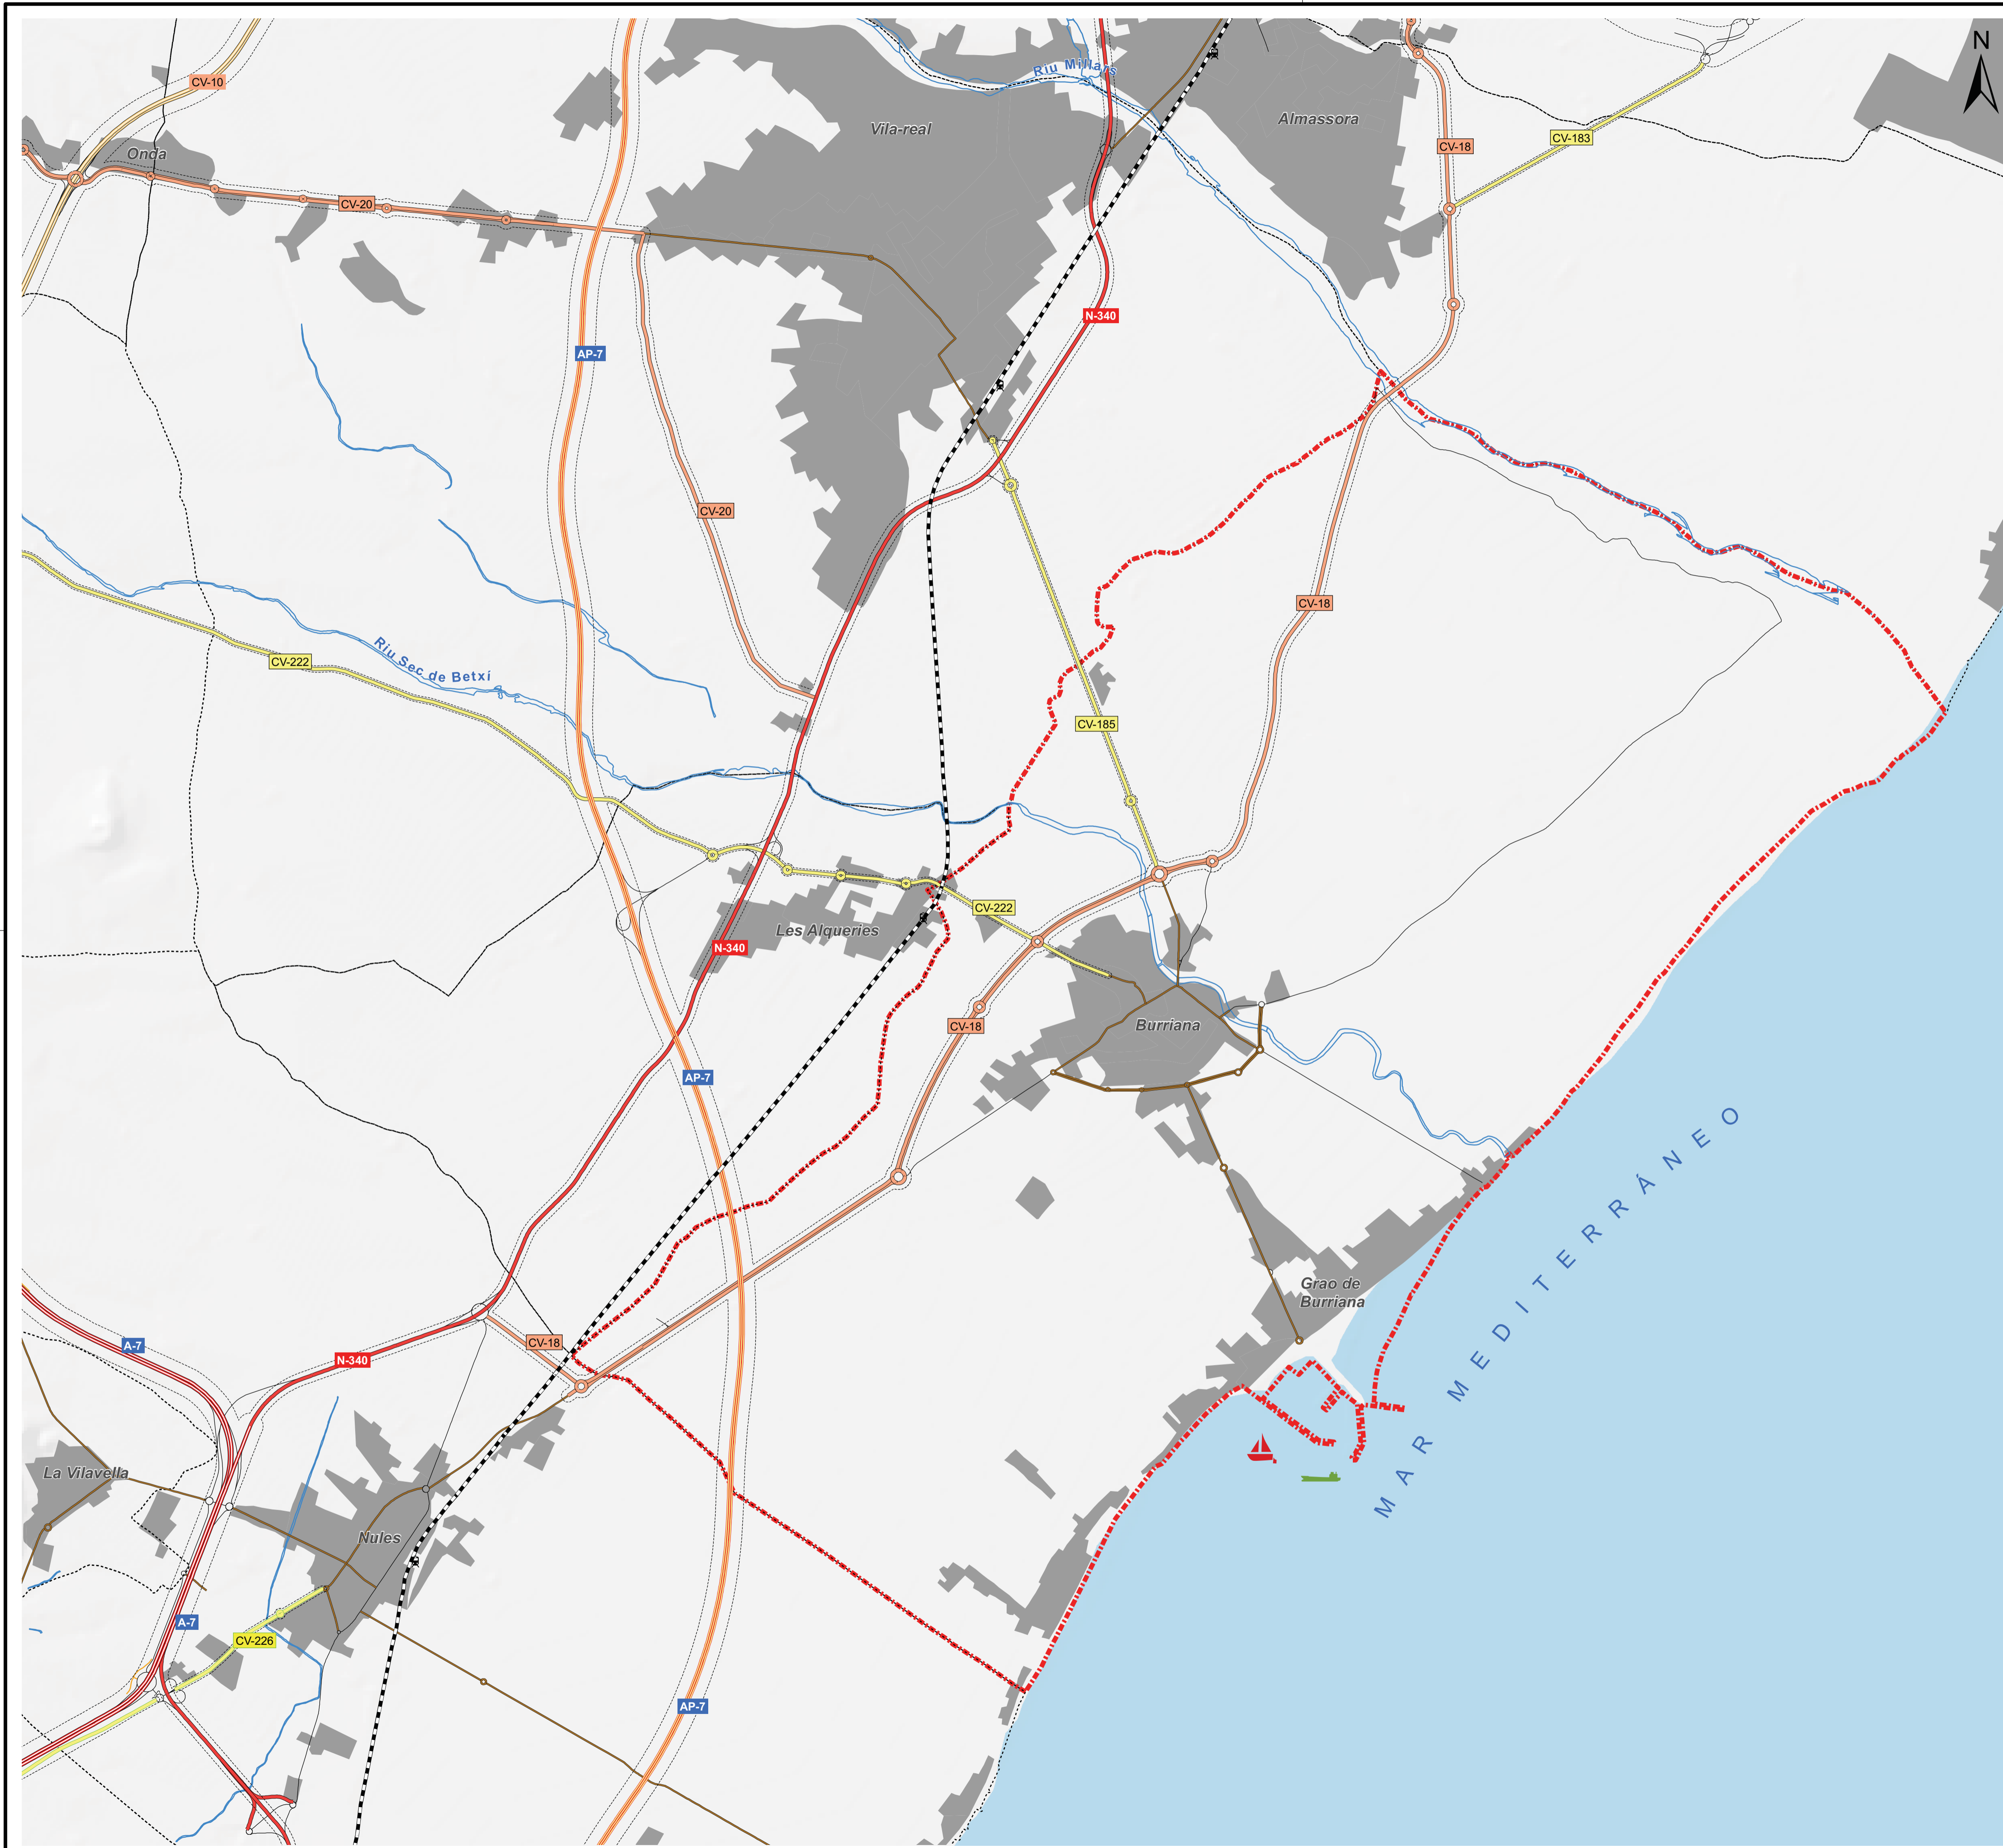 N
Riu Millars
CV-10
Almassora
Vila-real
CV-183
CV-18
Onda
CV-20
N-340
AP-7
CV-20
CV-18
Riu Sec de Betxí
CV-222
CV-185
CV-222
Les Alqueries
N-340
CV-18
Burriana
AP-7
MAR MEDITERRÁNEO
Grao de
Burriana
CV-18
A-7
N-340
La Vilavella
Nules
A-7
CV-226
AP-7